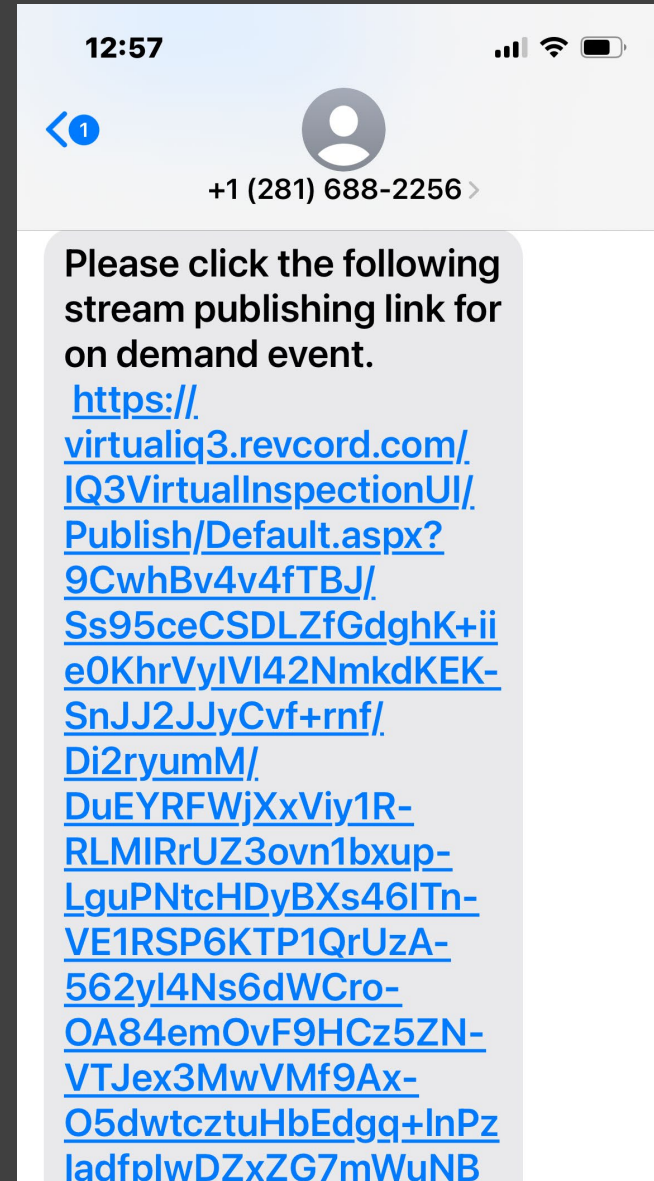 12:57
1
+1 (281) 688-2256
Please click the following
stream publishing link for
on demand event.
https://
virtualiq3.revcord.com/
IQ3VirtualInspectionUI/
Publish/Default.aspx?
9CwhBv4v4fTBJ/
Ss95ceCSDLZfGdghK+ii
e0KhrVyIVl42NmkdKEK-
SnJJ2JJyCvf+rnf/
Di2ryumM/
DuEYRFWjXxViy1R-
RLMIRrUZ3ovn1bxup-
LguPNtcHDyBXs46ITn-
VE1RSP6KTP1QrUzA-
562yl4Ns6dWCro-
OA84emOvF9HCz5ZN-
VTJex3MwVMf9Ax-
O5dwtcztuHbEdgq+lnPz
IadfplwDZxZG7mWuNB